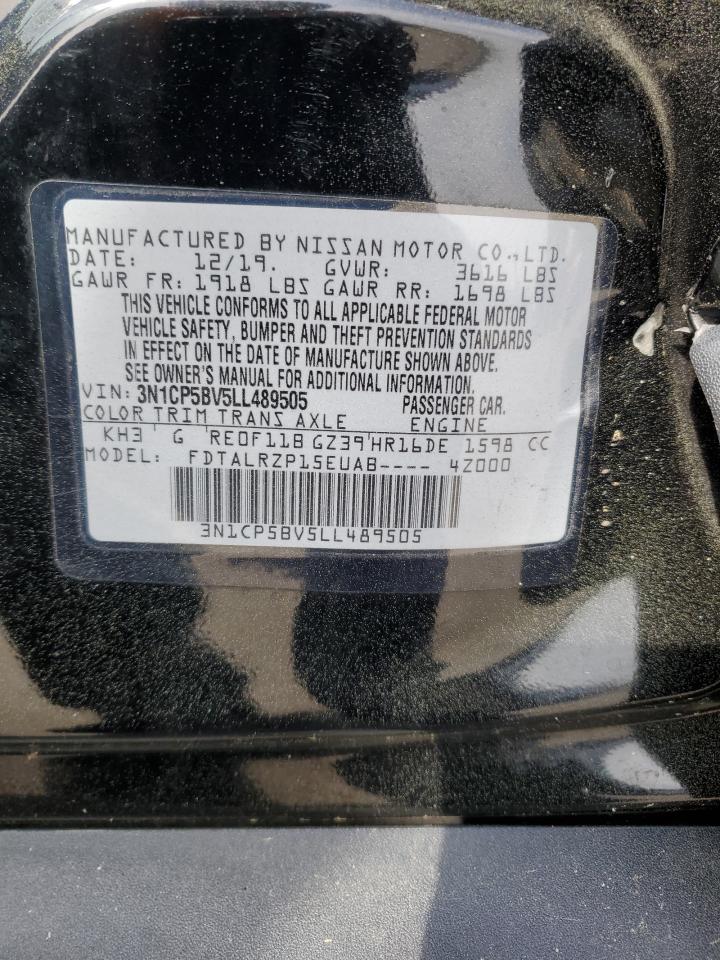 MANUFACTURED BY NISSAN MOTOR CO., LTD.
DATE: 12/19. GVWR: 3616 LBS
GAWR FR: 1918 LBS GAWR RR: 1698 LBS
THIS VEHICLE CONFORMS TO ALL APPLICABLE FEDERAL MOTOR
VEHICLE SAFETY, BUMPER AND THEFT PREVENTION STANDARDS
IN EFFECT ON THE DATE OF MANUFACTURE SHOWN ABOVE.
SEE OWNER'S MANUAL FOR ADDITIONAL INFORMATION.
VIN: 3N1CP5BV5LL489505 PASSENGER CAR.
COLOR TRIM TRANS AXLE ENGINE
KH3 G RE0F11B GZ39 HR16DE 1598 CC
MODEL: FDTALRZP15EUAB---- 4Z000
3N1CP5BV5LL489505